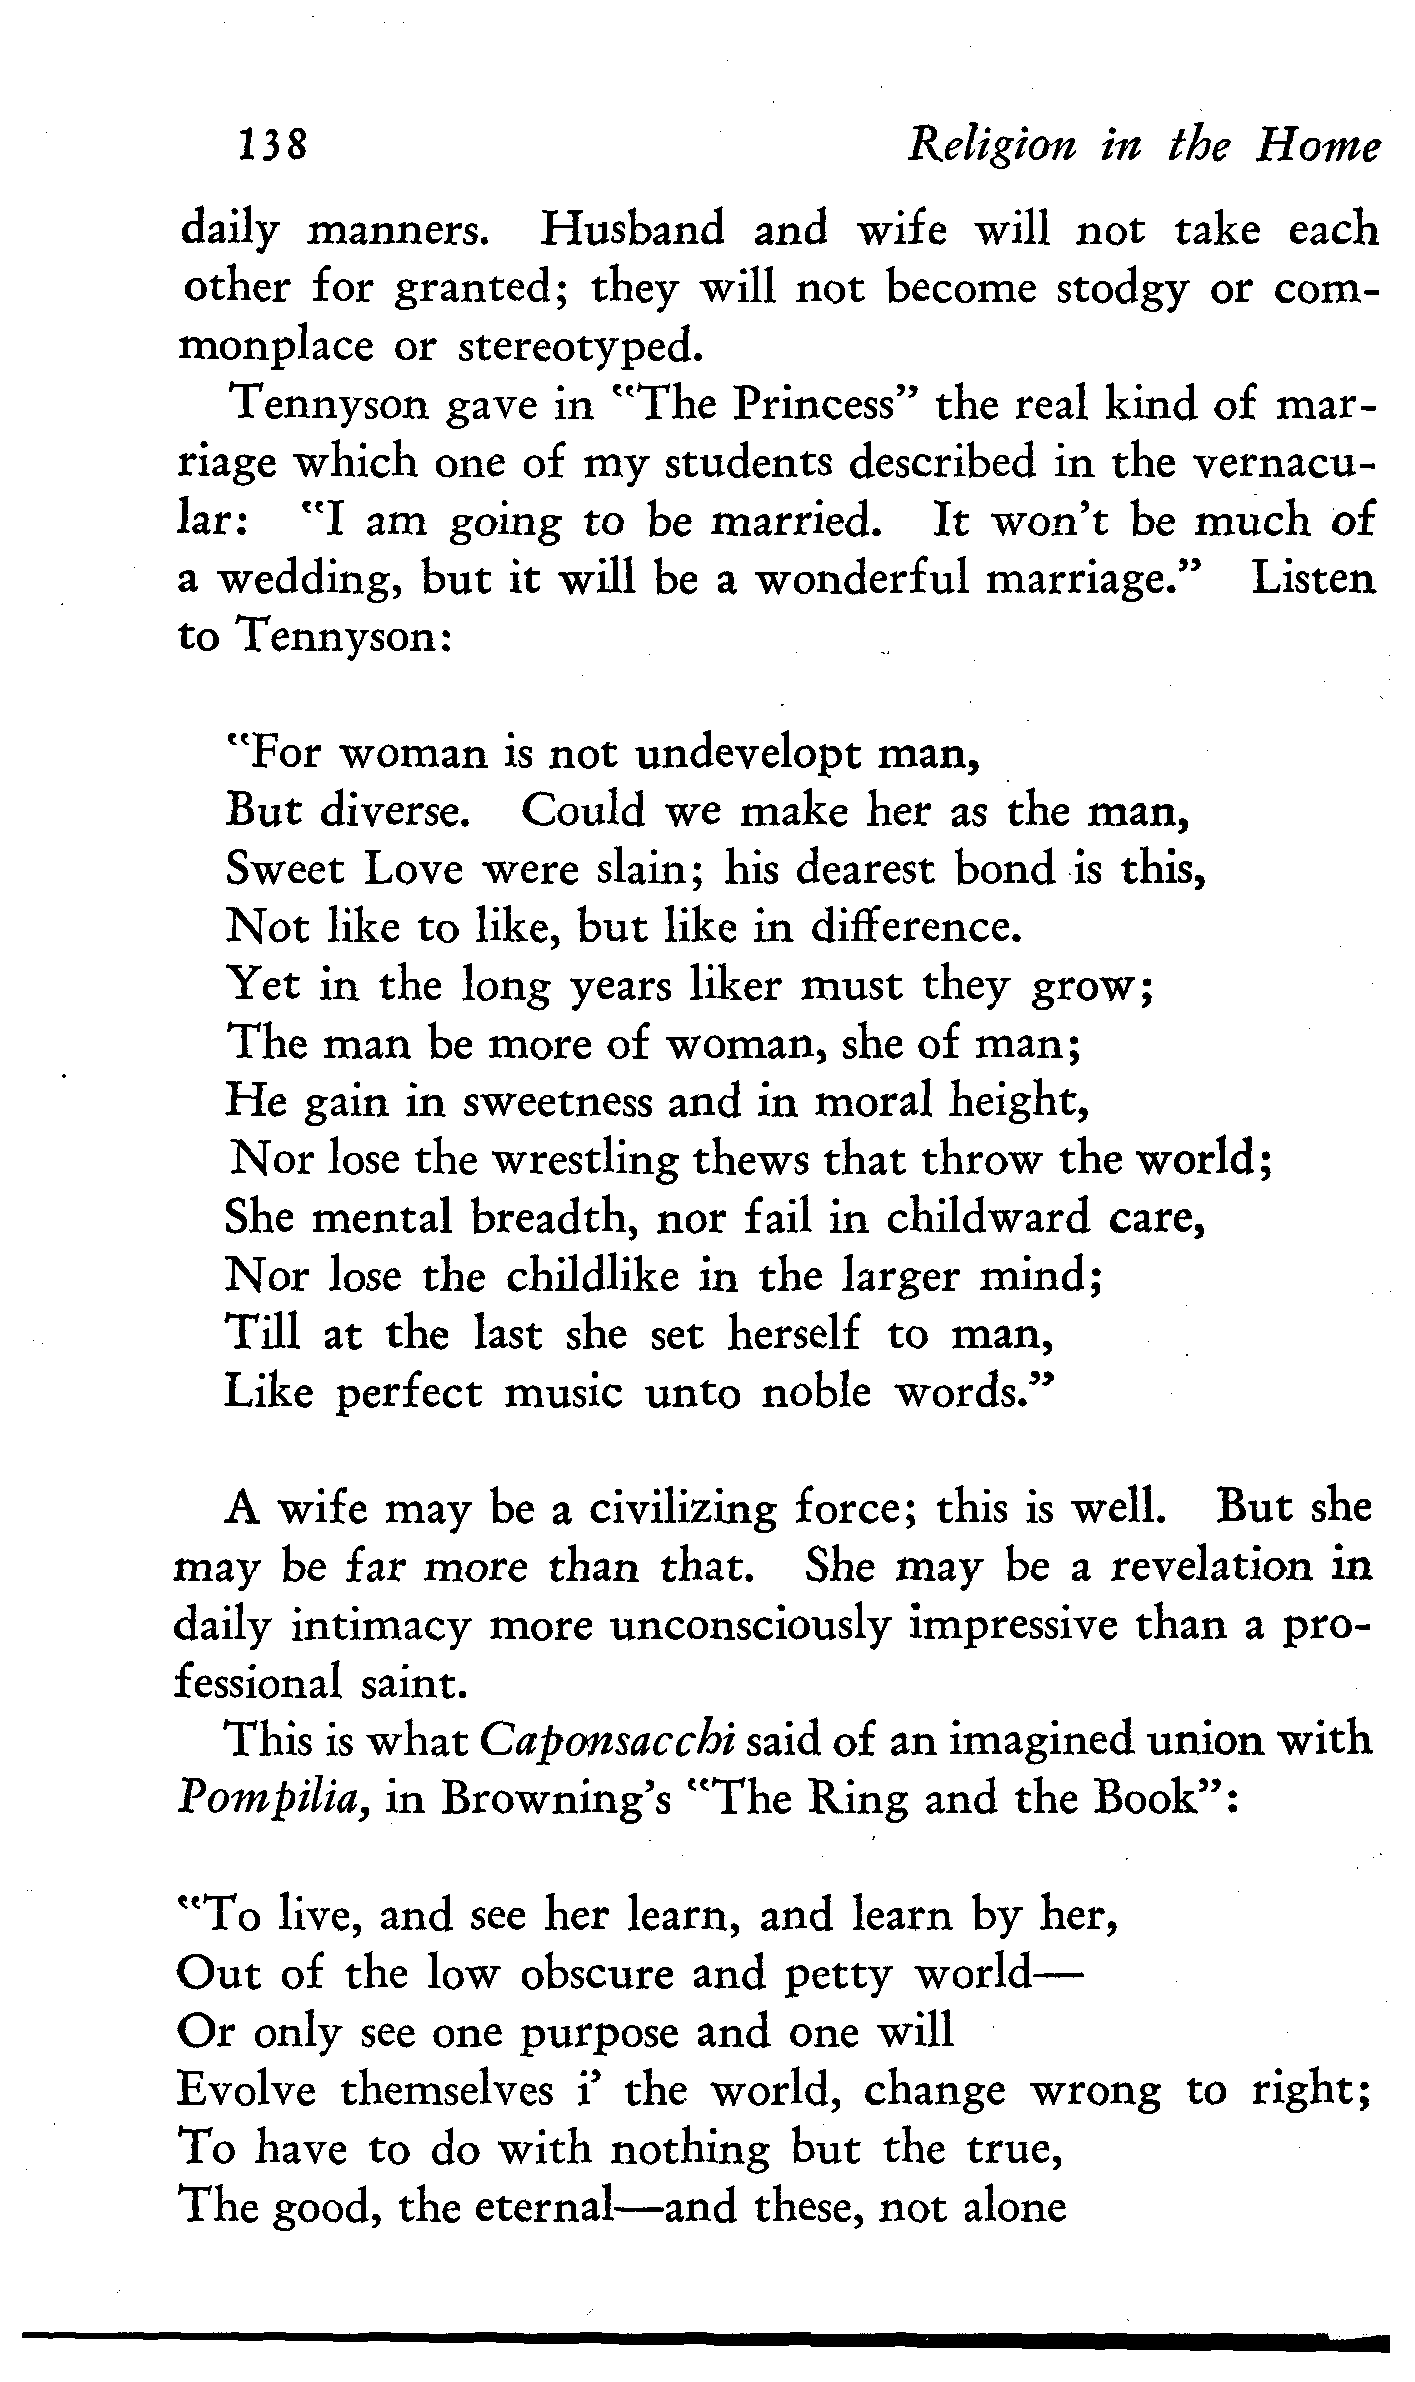 138 Religion in the Home
daily manners. Husband and wife will not take each
other for granted; they will not become stodgy or com-
monplace or stereotyped.
Tennyson gave in "The Princess" the real kind of mar-
riage which one of my students described in the vernacu-
lar: "I am going to be married. It won't be much of
a wedding, but it will be a wonderful marriage." Listen
to Tennyson:
"For woman is not undevelopt man,
But diverse. Could we make her as the man,
Sweet Love were slain; his dearest bond is this,
Not like to like, but like in difference.
Yet in the long years liker must they grow;
The man be more of woman, she of man;
He gain in sweetness and in moral height,
Nor lose the wrestling thews that throw the world;
She mental breadth, nor fail in childward care,
Nor lose the childlike in the larger mind;
Till at the last she set herself to man,
Like perfect music unto noble words."
A wife may be a civilizing force; this is well. But she
may be far more than that. She may be a revelation in
daily intimacy more unconsciously impressive than a pro-
fessional saint.
This is what Caponsacchi said of an imagined union with
Pompilia, in Browning's "The Ring and the Book":
"To live, and see her learn, and learn by her,
Out of the low obscure and petty world—
Or only see one purpose and one will
Evolve themselves i' the world, change wrong to right;
To have to do with nothing but the true,
The good, the eternal—and these, not alone